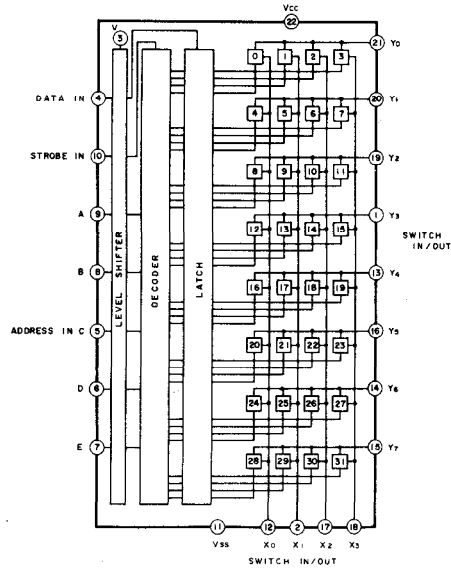 VCC
22
V
3
21 Y0
0 1 2 3
4 DATA IN
20 Y1
4 5 6 7
10 STROBE IN
19 Y2
8 9 10 11
A 9
1 Y3
12 13 14 15
SWITCH
IN/OUT
B 8
13 Y4
16 17 18 19
LEVEL SHIFTER
DECODER
LATCH
ADDRESS IN C 5
16 Y5
20 21 22 23
D 6
14 Y6
24 25 26 27
E 7
15 Y7
28 29 30 31
11 12 2 17 18
VSS X0 X1 X2 X3
SWITCH IN/OUT